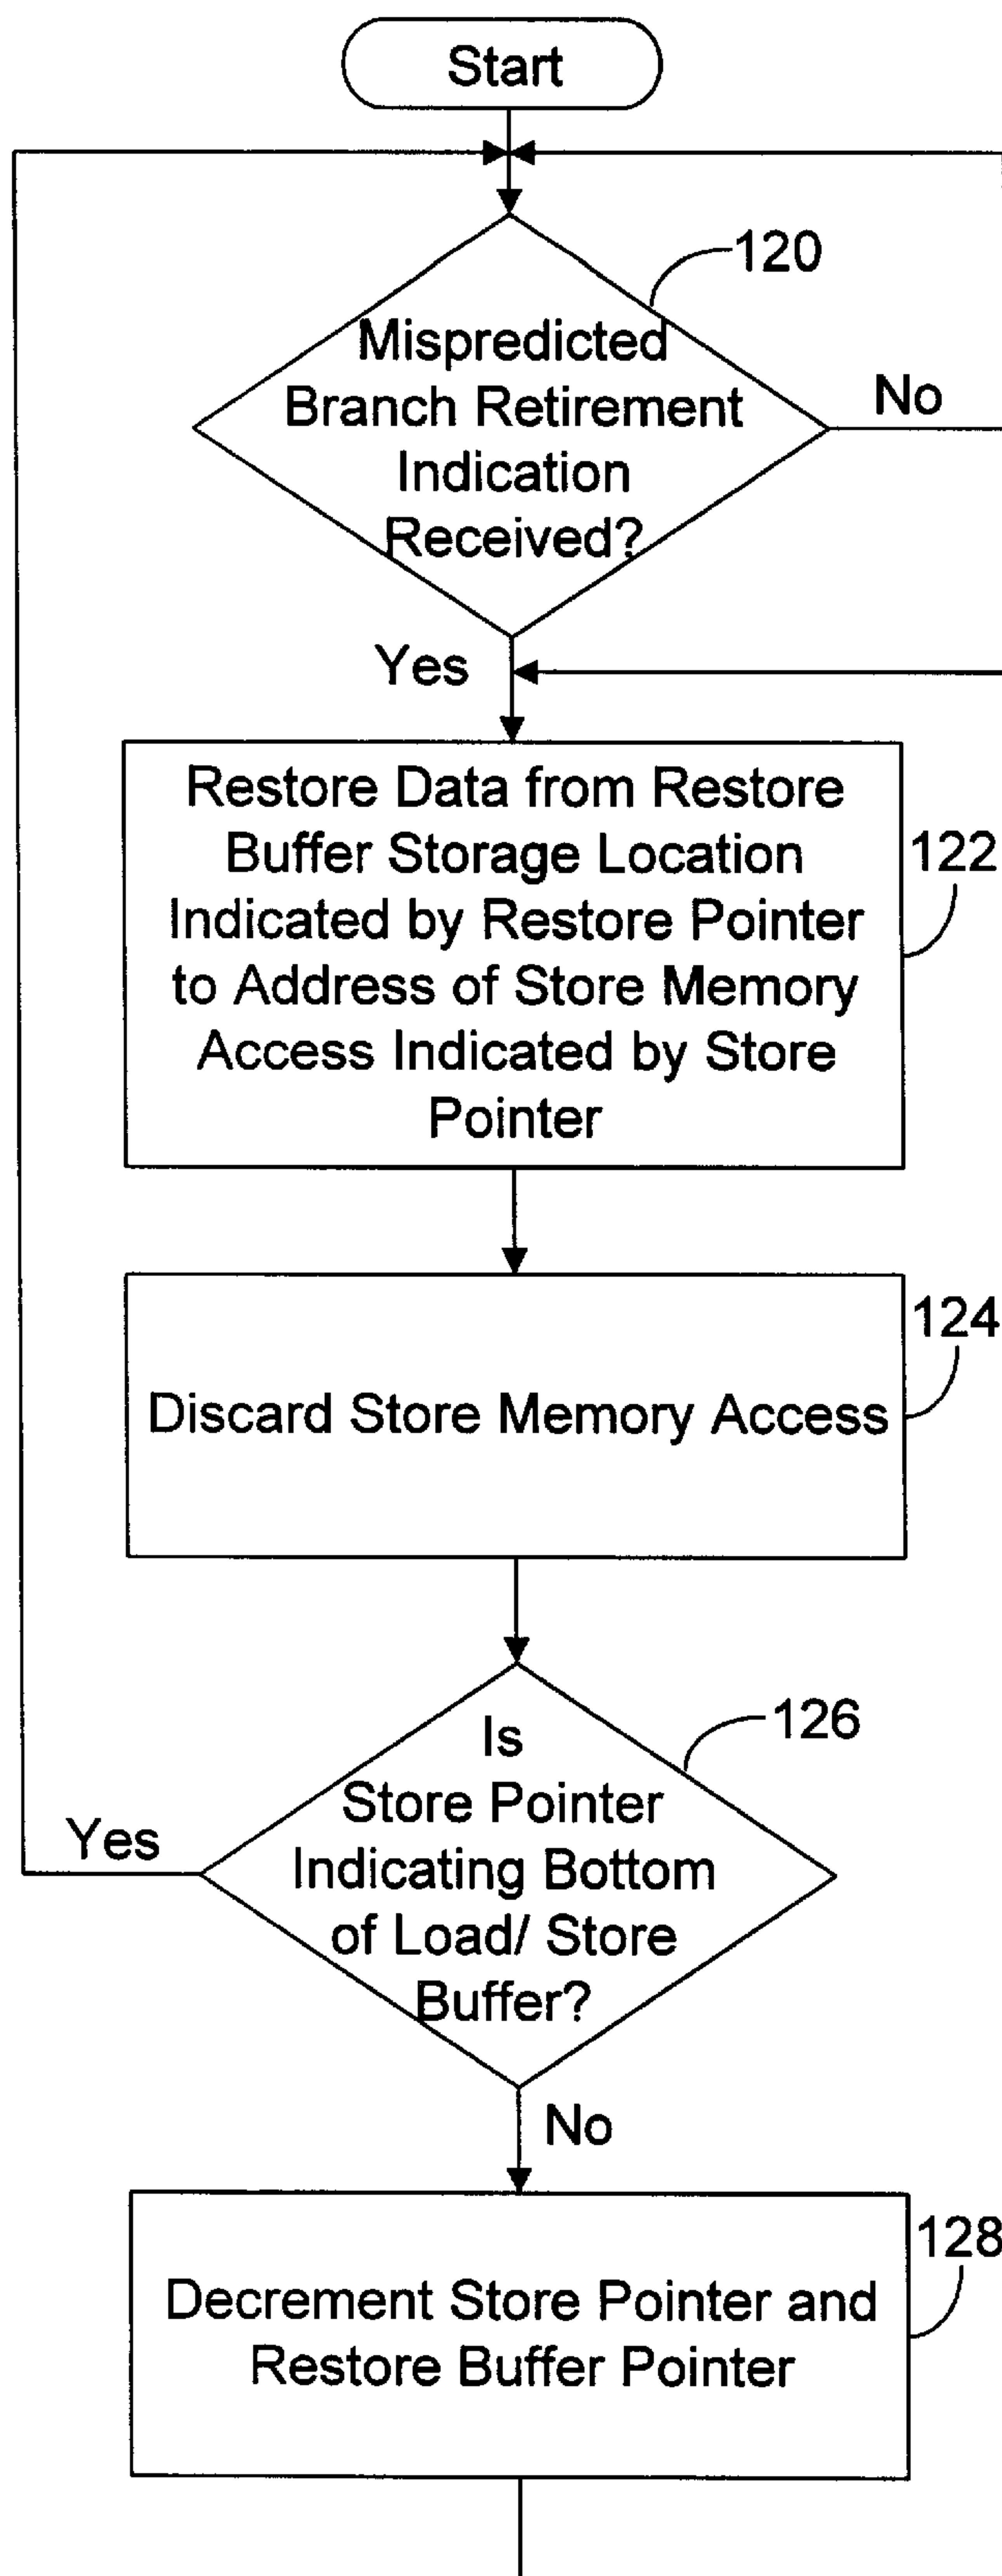 Start
120
Mispredicted
Branch Retirement
Indication
Received?
No
Yes
Restore Data from Restore
Buffer Storage Location
Indicated by Restore Pointer
to Address of Store Memory
Access Indicated by Store
Pointer
122
124
Discard Store Memory Access
126
Is
Store Pointer
Indicating Bottom
of Load/ Store
Buffer?
Yes
No
128
Decrement Store Pointer and
Restore Buffer Pointer